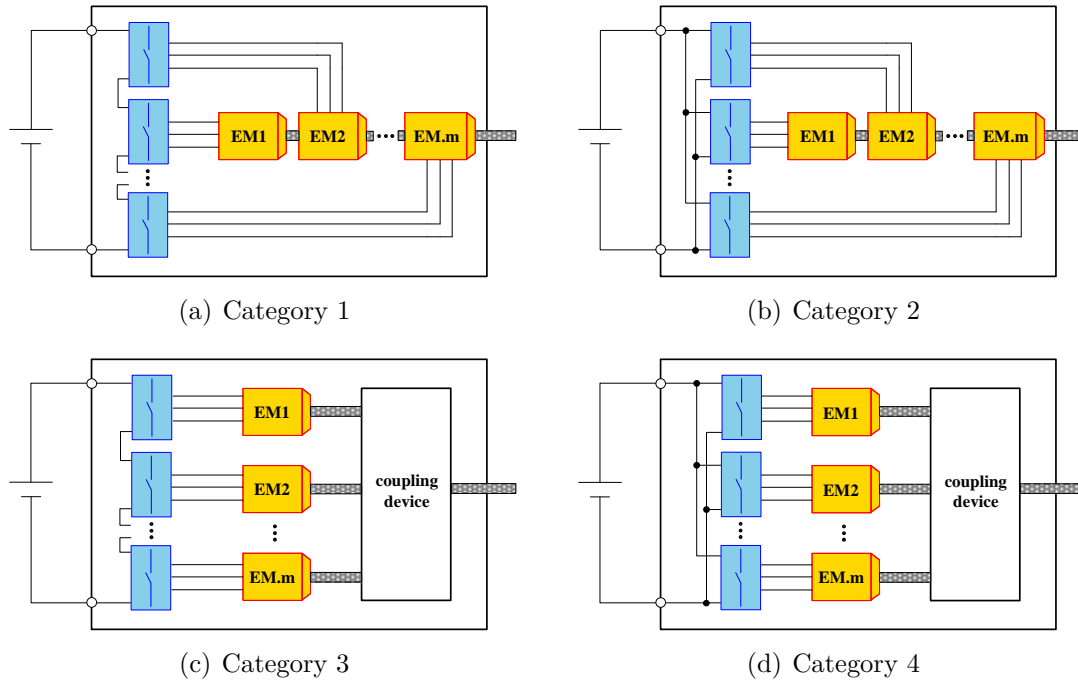 EM1
EM2
EM.m
(a) Category 1
EM1
EM2
EM.m
(b) Category 2
EM1
EM2
EM.m
coupling
device
(c) Category 3
EM1
EM2
EM.m
coupling
device
(d) Category 4